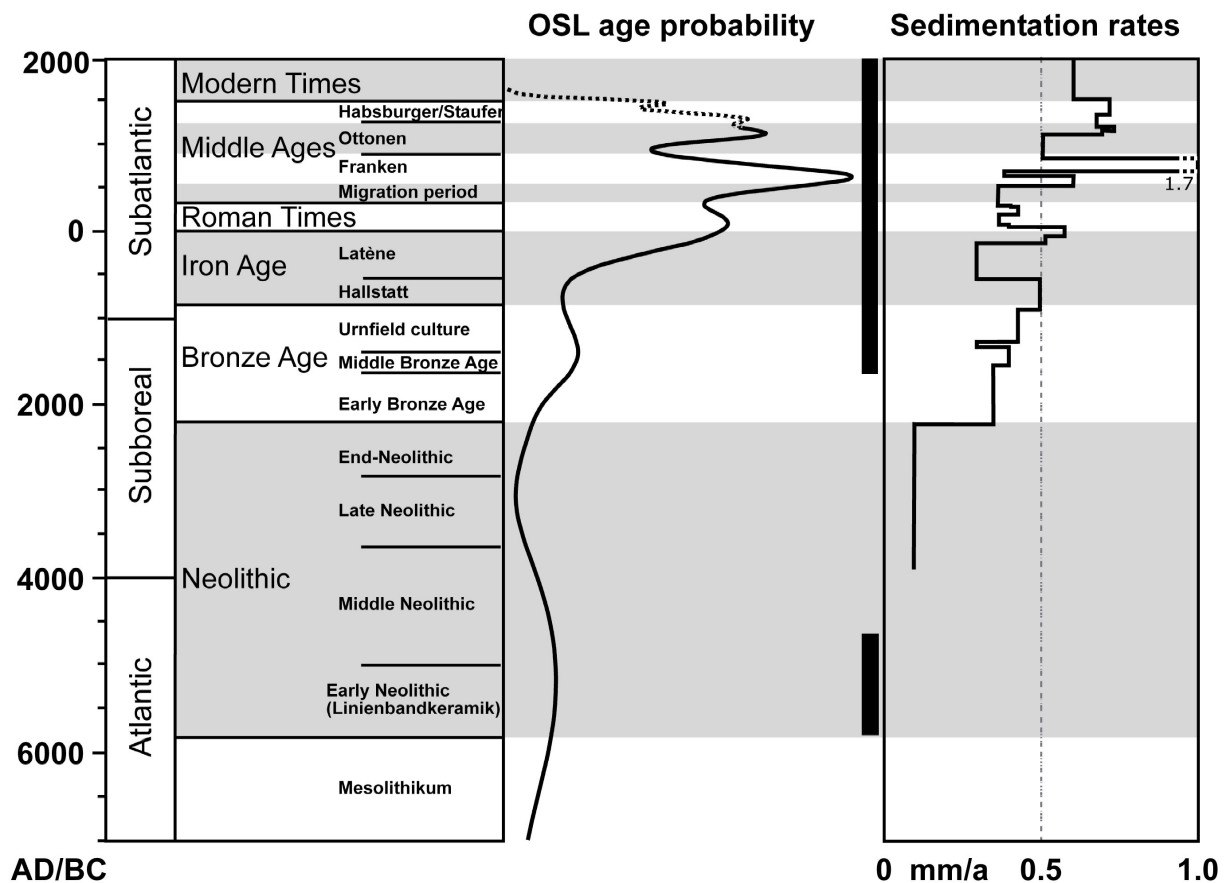 OSL age probability
Sedimentation rates
2000
0
2000
4000
6000
AD/BC
Subatlantic
Subboreal
Atlantic
Modern Times
Habsburger/Staufer
Middle Ages
Ottonen
Franken
Migration period
Roman Times
Iron Age
Latène
Hallstatt
Urnfield culture
Bronze Age
Middle Bronze Age
Early Bronze Age
End-Neolithic
Late Neolithic
Neolithic
Middle Neolithic
Early Neolithic
(Linienbandkeramik)
Mesolithikum
1.7
0 mm/a 0.5 1.0